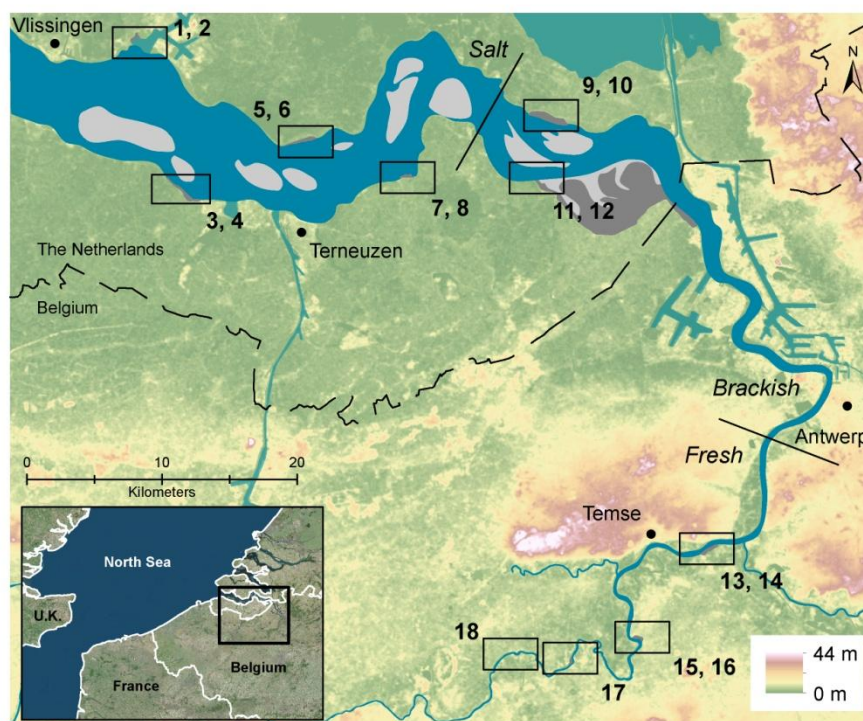 Vlissingen
1, 2
Salt
N
9, 10
5, 6
3, 4
7, 8
11, 12
Terneuzen
The Netherlands
Belgium
Brackish
Antwerp
Fresh
0 10 20
Kilometers
Temse
13, 14
North Sea
U.K.
Belgium
France
18
17
15, 16
44 m
0 m